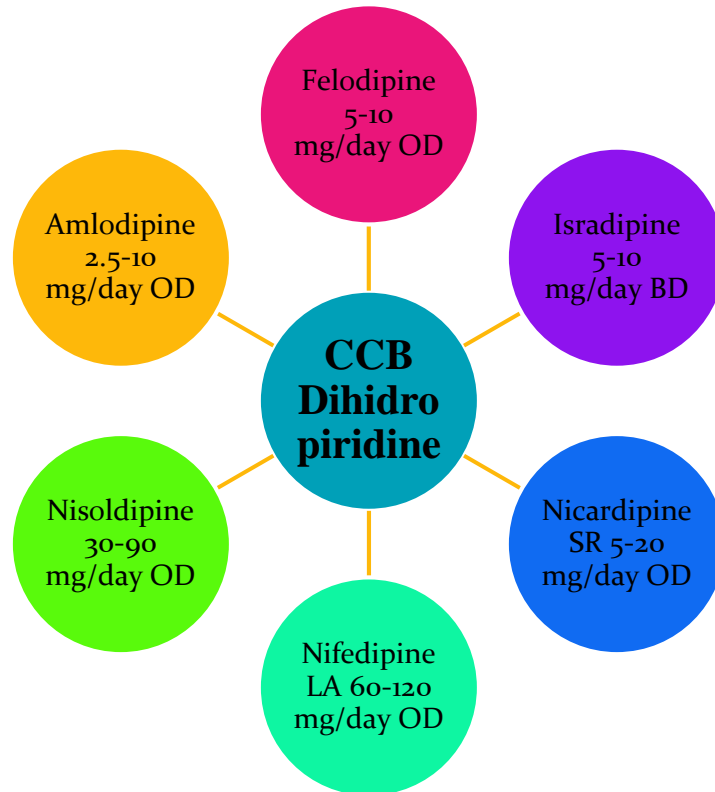 Felodipine
5-10
mg/day OD
Amlodipine
2.5-10
mg/day OD
Isradipine
5-10
mg/day BD
CCB
Dihidro
piridine
Nisoldipine
30-90
mg/day OD
Nicardipine
SR 5-20
mg/day OD
Nifedipine
LA 60-120
mg/day OD